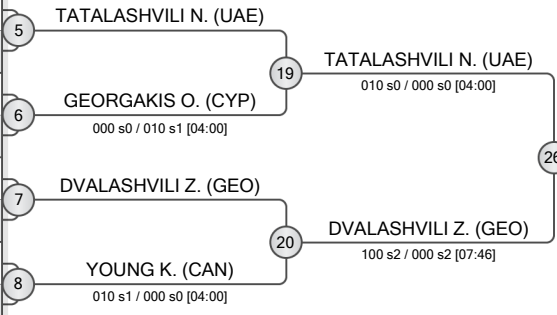 TATALASHVILI N. (UAE)
5
19
TATALASHVILI N. (UAE)
010 s0 / 000 s0 [04:00]
GEORGAKIS O. (CYP)
6
000 s0 / 010 s1 [04:00]
26
DVALASHVILI Z. (GEO)
7
20
DVALASHVILI Z. (GEO)
100 s2 / 000 s2 [07:46]
YOUNG K. (CAN)
8
010 s1 / 000 s0 [04:00]